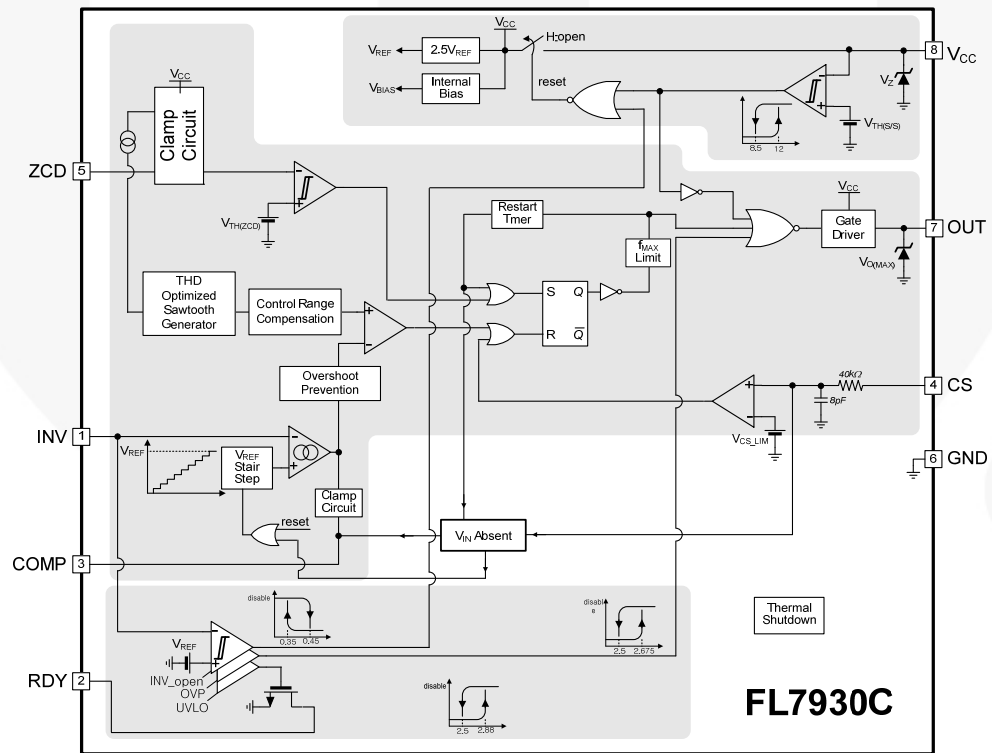 VCC
H:open
VREF
2.5VREF
8
VCC
reset
VZ
VBIAS
Internal
Bias
VTH(S/S)
8.5 12
VCC
Clamp
Circuit
ZCD
5
VTH(ZCD)
Restart
Tmer
VCC
fMAX
Limit
Gate
Driver
7
OUT
VO(MAX)
THD
Optimized
Sawtooth
Generator
Control Range
Compensation
S Q
R Q
Overshoot
Prevention
40kΩ
4
CS
8pF
VCS_LIM
INV
1
VREF
VREF
Stair
Step
6
GND
Clamp
Circuit
reset
VIN Absent
COMP
3
disable
0.35 0.45
disabl
e
2.5 2.675
Thermal
Shutdown
VREF
INV_open
OVP
UVLO
RDY
2
disable
2.5 2.88
FL7930C